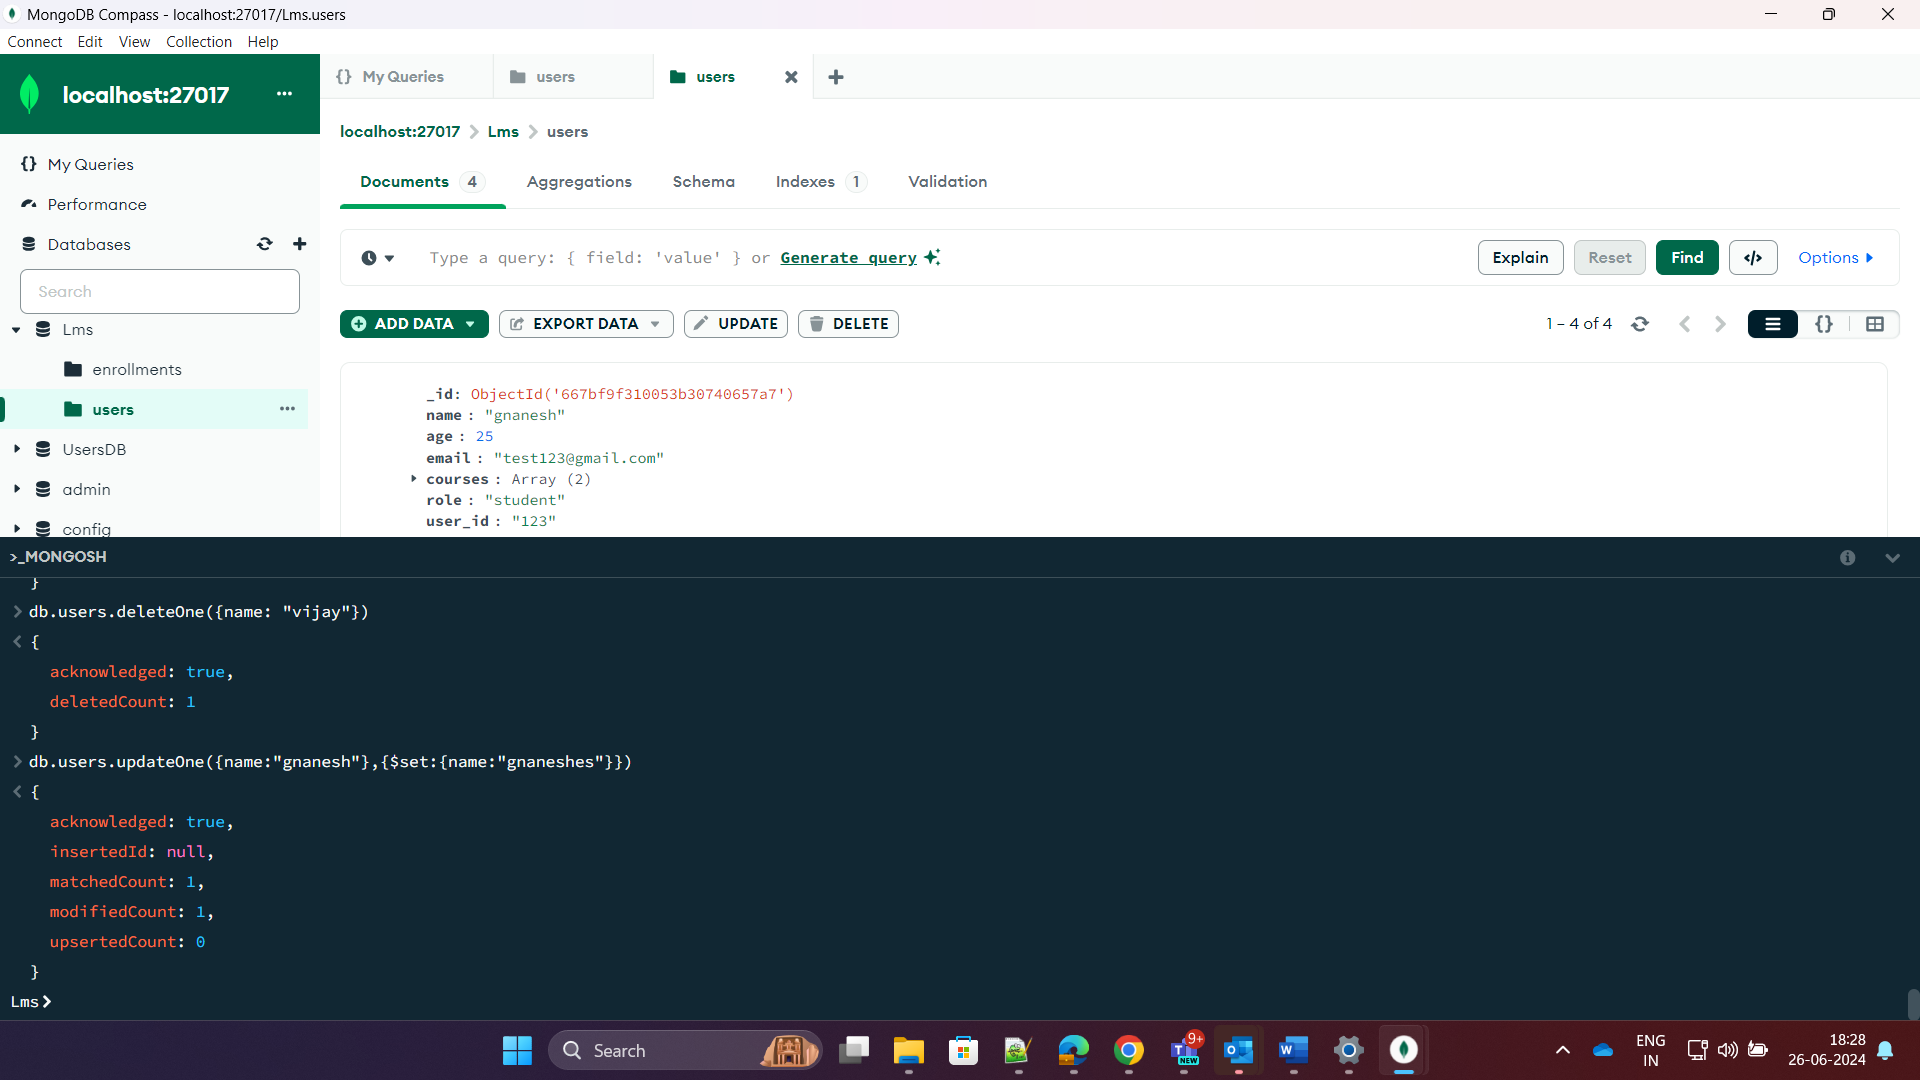 MongoDB Compass - localhost:27017/Lms.users
Connect Edit View Collection Help
localhost:27017 ...
{} My Queries
users
users
My Queries
Performance
Databases
Search
Lms
enrollments
users ...
UsersDB
admin
config
localhost:27017 > Lms > users
Documents 4 Aggregations Schema Indexes 1 Validation
Type a query: { field: 'value' } or Generate query
Explain Reset Find </> Options
ADD DATA EXPORT DATA UPDATE DELETE
1 – 4 of 4
{}
_id: ObjectId('667bf9f310053b30740657a7')
name : "gnanesh"
age : 25
email : "test123@gmail.com"
courses : Array (2)
role : "student"
user_id : "123"
>_MONGOSH
}
> db.users.deleteOne({name: "vijay"})
< {
acknowledged: true,
deletedCount: 1
}
> db.users.updateOne({name:"gnanesh"},{$set:{name:"gnaneshes"}})
< {
acknowledged: true,
insertedId: null,
matchedCount: 1,
modifiedCount: 1,
upsertedCount: 0
}
Lms>
Search
9+
NEW
ENG
IN
18:28
26-06-2024